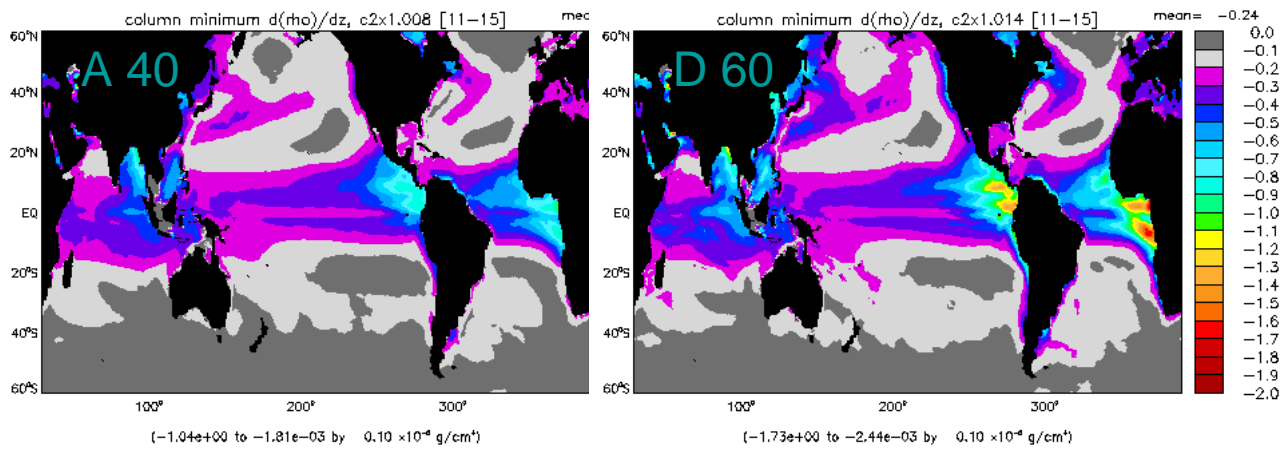 column minimum d(rho)/dz, c2x1.008 [11-15]
column minimum d(rho)/dz, c2x1.014 [11-15] mean= -0.24
A 40
D 60
60°N
40°N
20°N
EQ
20°S
40°S
60°S
100° 200° 300°
(-1.04e+00 to -1.81e-03 by 0.10 ×10⁻⁶ g/cm⁴)
60°N
40°N
20°N
EQ
20°S
40°S
60°S
100° 200° 300°
(-1.73e+00 to -2.44e-03 by 0.10 ×10⁻⁶ g/cm⁴)
0.0
-0.1
-0.2
-0.3
-0.4
-0.5
-0.6
-0.7
-0.8
-0.9
-1.0
-1.1
-1.2
-1.3
-1.4
-1.5
-1.6
-1.7
-1.8
-1.9
-2.0